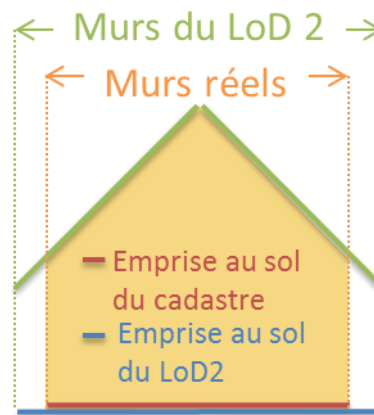 Murs du LoD 2
Murs réels
Emprise au sol
du cadastre
Emprise au sol
du LoD2